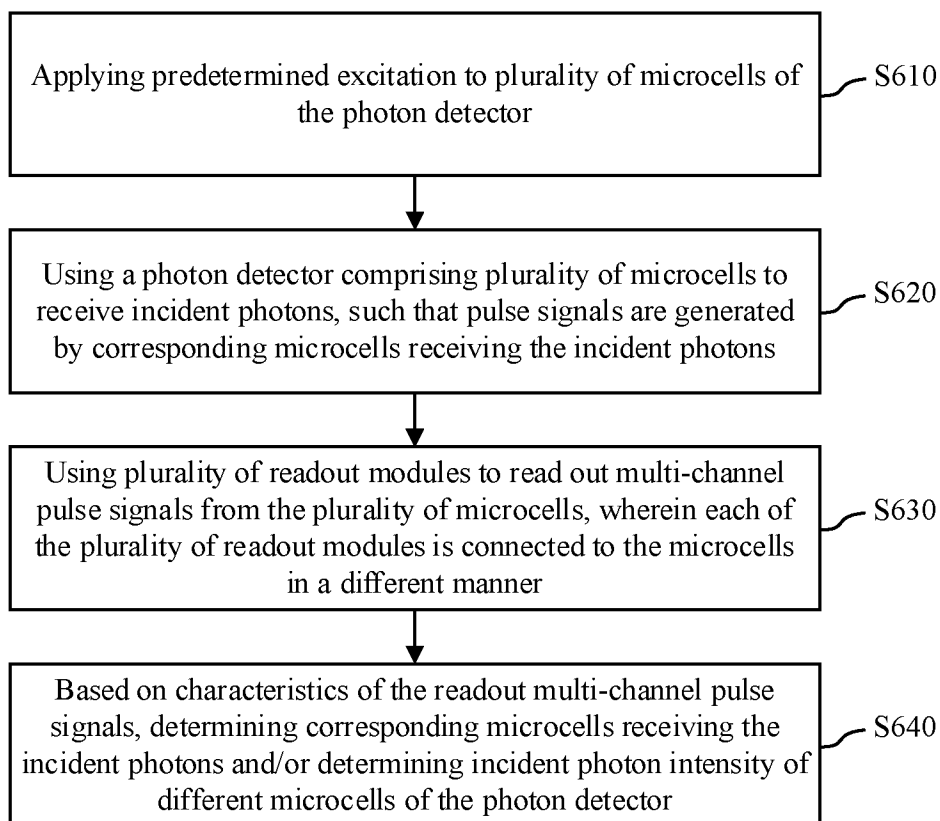 Applying predetermined excitation to plurality of microcells of
the photon detector
S610
Using a photon detector comprising plurality of microcells to
receive incident photons, such that pulse signals are generated
by corresponding microcells receiving the incident photons
S620
Using plurality of readout modules to read out multi-channel
pulse signals from the plurality of microcells, wherein each of
the plurality of readout modules is connected to the microcells
in a different manner
S630
Based on characteristics of the readout multi-channel pulse
signals, determining corresponding microcells receiving the
incident photons and/or determining incident photon intensity of
different microcells of the photon detector
S640